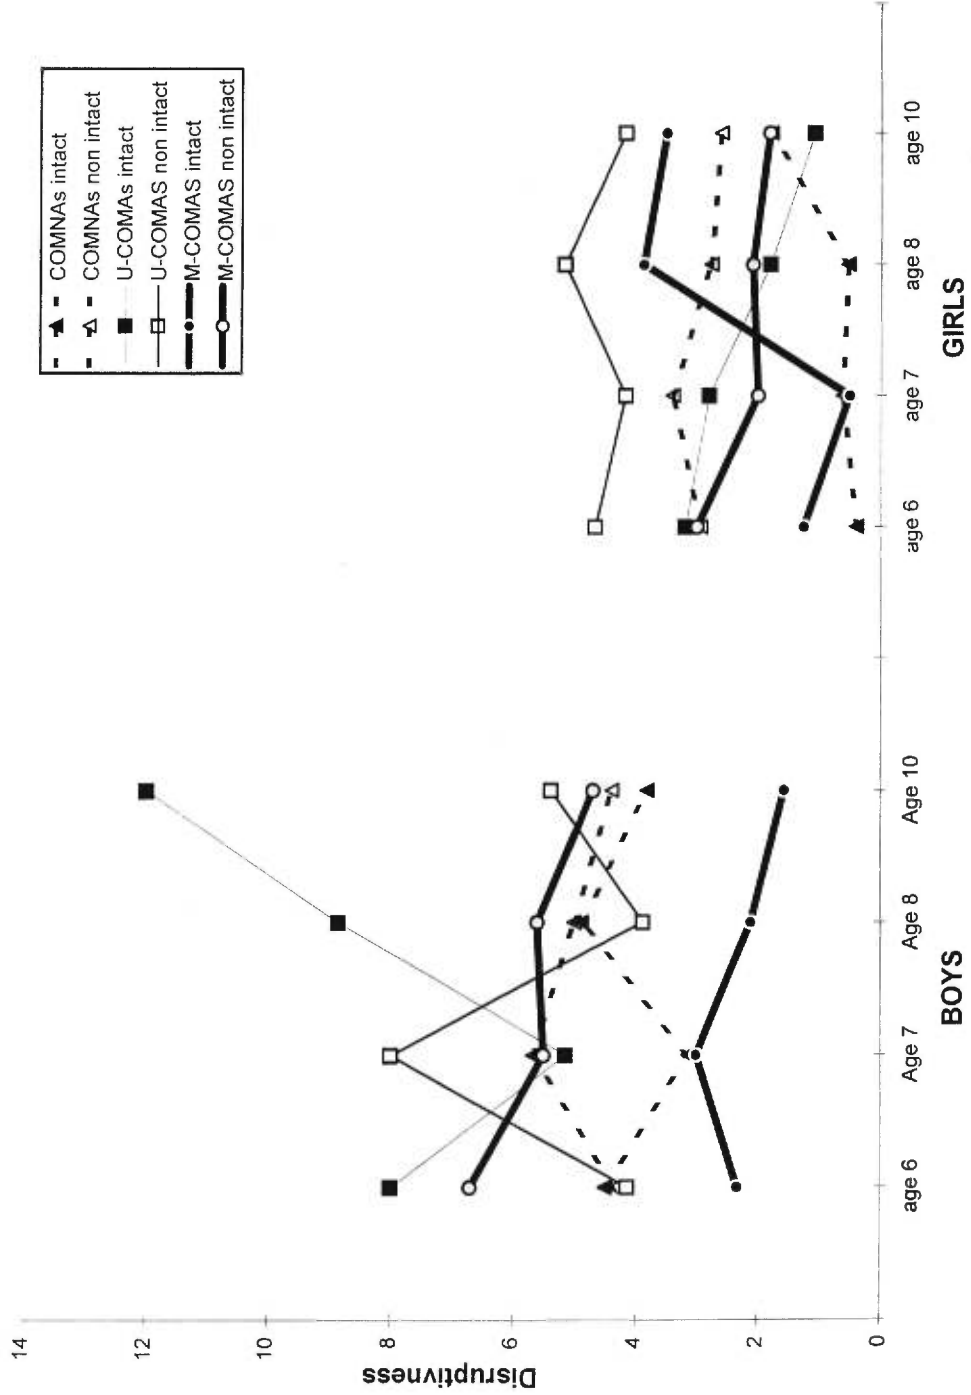 COMNAs intact
COMNAs non intact
U-COMAs intact
U-COMAS non intact
M-COMAS intact
M-COMAS non intact
14
12
10
8
6
4
2
0
Disruptivness
age 6
Age 7
Age 8
Age 10
age 6
age 7
age 8
age 10
BOYS
GIRLS